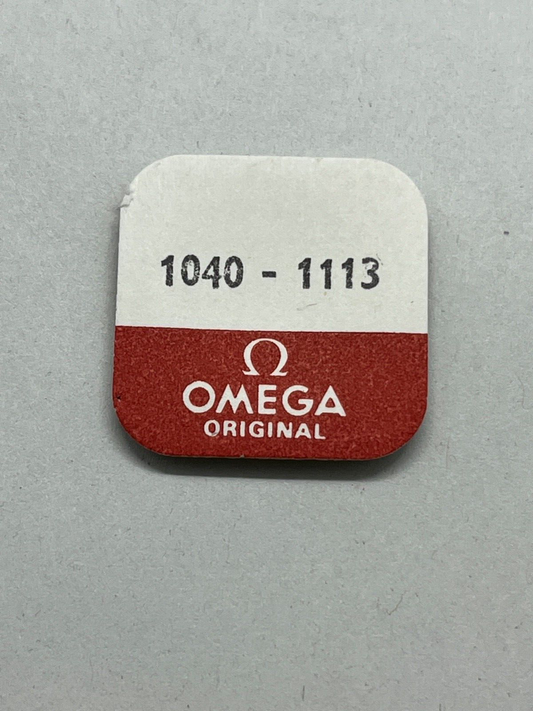 1040 - 1113
Ω
OMEGA
ORIGINAL